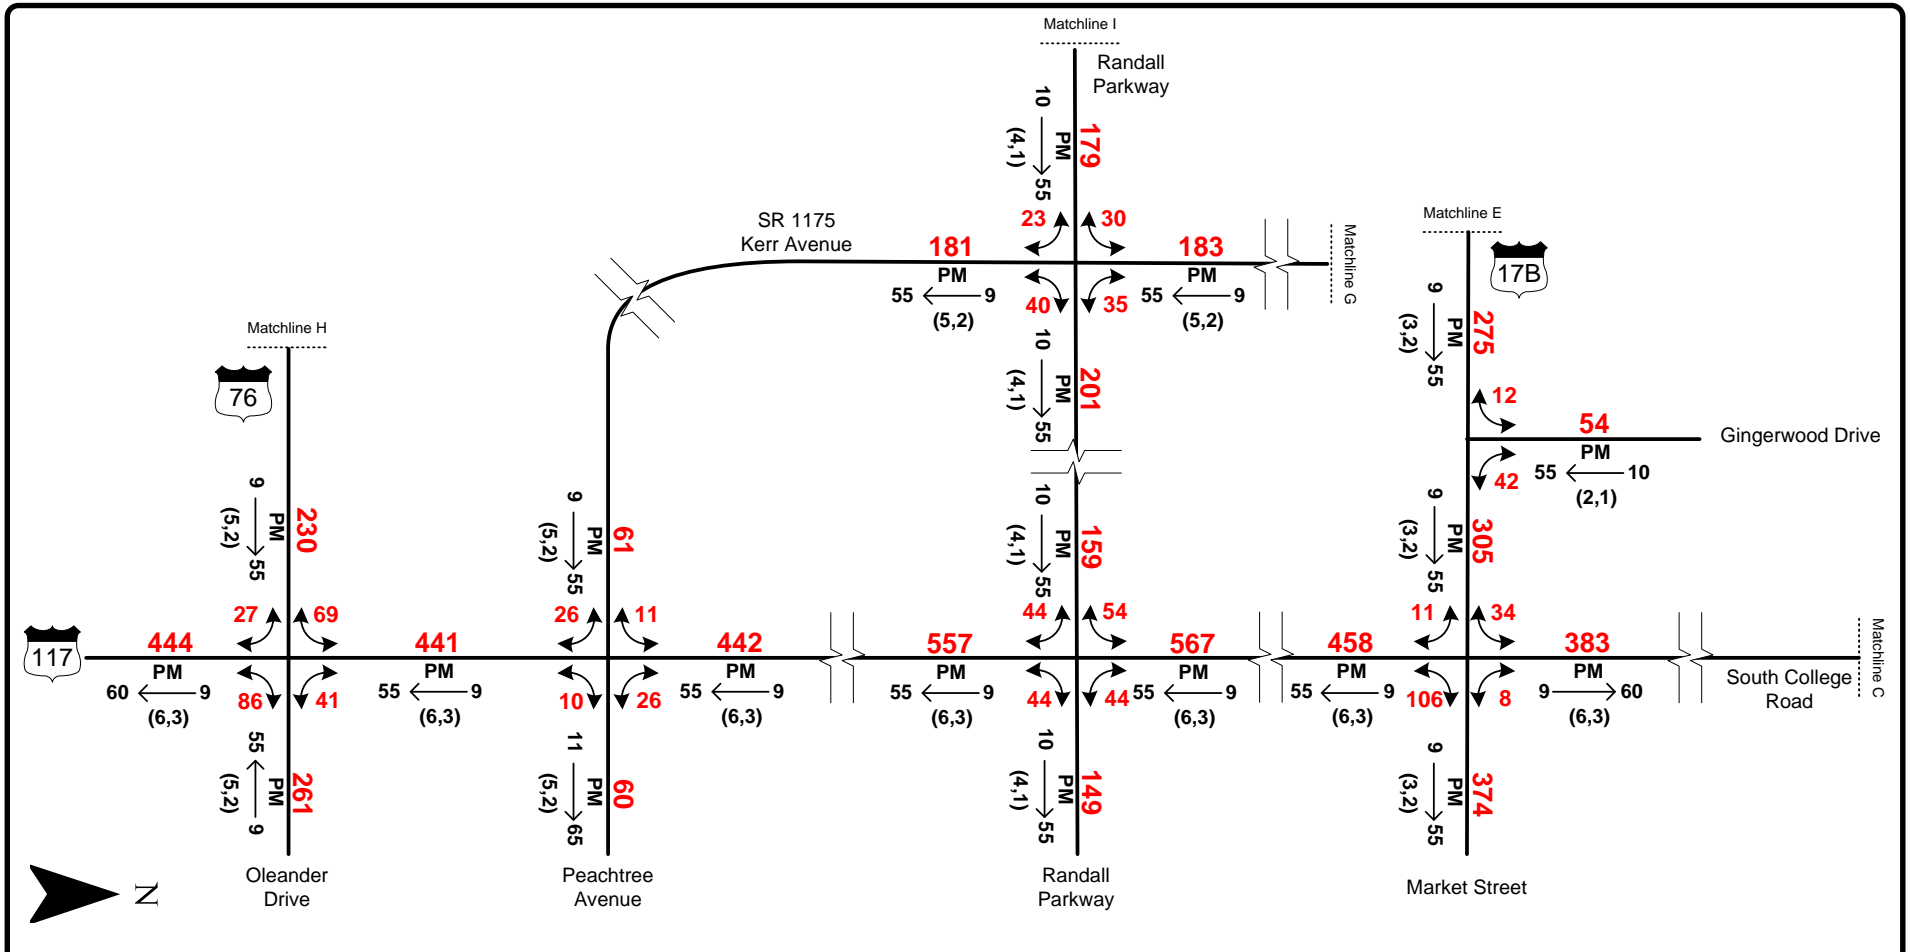 Matchline I
Randall
Parkway
10
PM
(4,1)
55
179
SR 1175
Kerr Avenue
23
30
181
PM
55
9
(5,2)
183
PM
55
9
(5,2)
Matchline G
40
35
Matchline E
17B
9
PM
(3,2)
55
275
12
54
PM
55
10
(2,1)
Gingerwood Drive
42
10
PM
(4,1)
55
201
Matchline H
76
9
PM
(5,2)
55
230
9
PM
(5,2)
55
61
10
PM
(4,1)
55
159
9
PM
(3,2)
55
305
27
69
26
11
44
54
11
34
117
444
PM
60
9
(6,3)
441
PM
55
9
(6,3)
442
PM
55
9
(6,3)
557
PM
55
9
(6,3)
567
PM
55
9
(6,3)
458
PM
55
9
(6,3)
383
PM
9
60
(6,3)
South College
Road
Matchline C
86
41
10
26
44
44
106
8
55
PM
(5,2)
9
261
11
PM
(5,2)
65
60
10
PM
(4,1)
55
149
9
PM
(3,2)
55
374
N
Oleander
Drive
Peachtree
Avenue
Randall
Parkway
Market Street